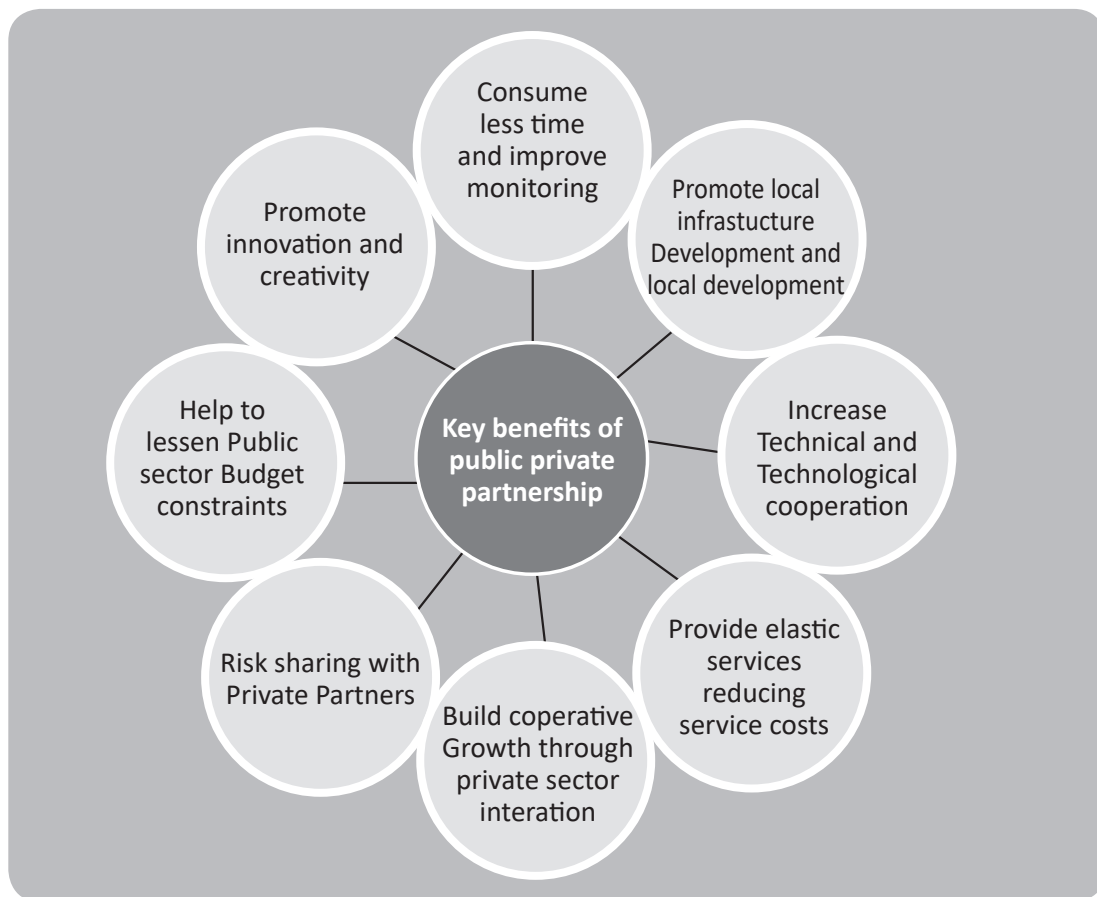 Consume
less time
and improve
monitoring
Promote local
infrastucture
Development and
local development
Increase
Technical and
Technological
cooperation
Provide elastic
services
reducing
service costs
Build coperative
Growth through
private sector
interation
Risk sharing with
Private Partners
Help to
lessen Public
sector Budget
constraints
Promote
innovation and
creativity
Key benefits of
public private
partnership